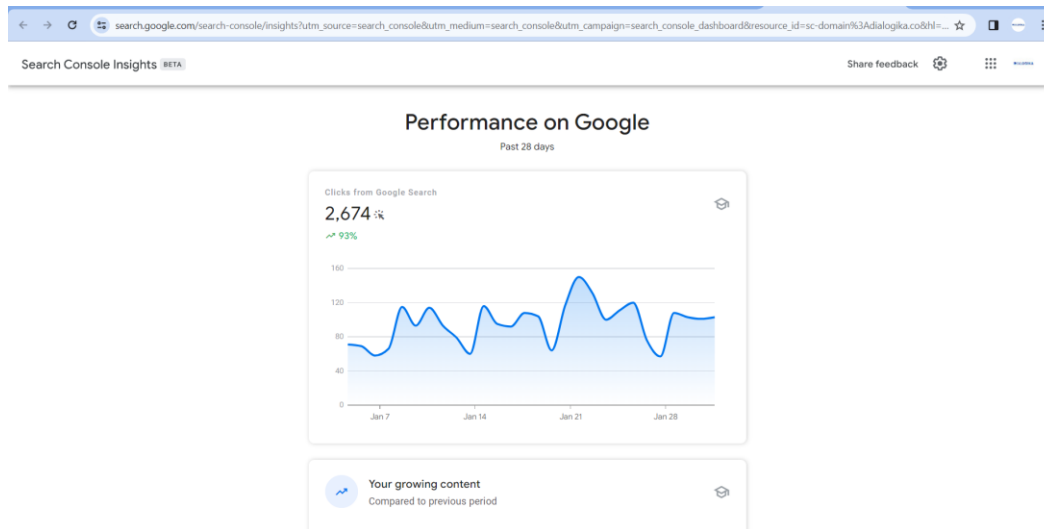 search.google.com/search-console/insights?utm_source=search_console&utm_medium=search_console&utm_campaign=search_console_dashboard&resource_id=sc-domain%3Adialogika.co&hl=...
Search Console Insights BETA
Share feedback
Performance on Google
Past 28 days
Clicks from Google Search
2,674
93%
160
120
80
40
0
Jan 7 Jan 14 Jan 21 Jan 28
Your growing content
Compared to previous period